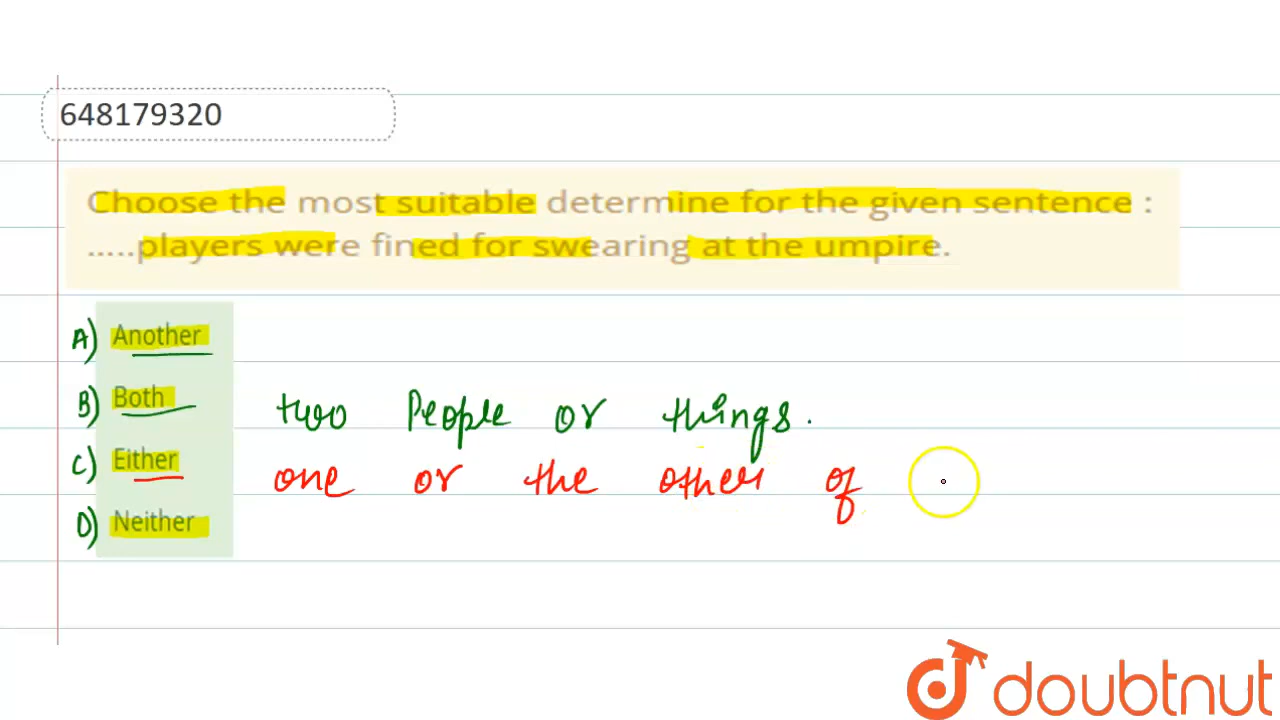 648179320
Choose the most suitable determine for the given sentence :
.....players were fined for swearing at the umpire.
A) Another
B) Both two People or things.
C) Either one or the other of
D) Neither
doubtnut